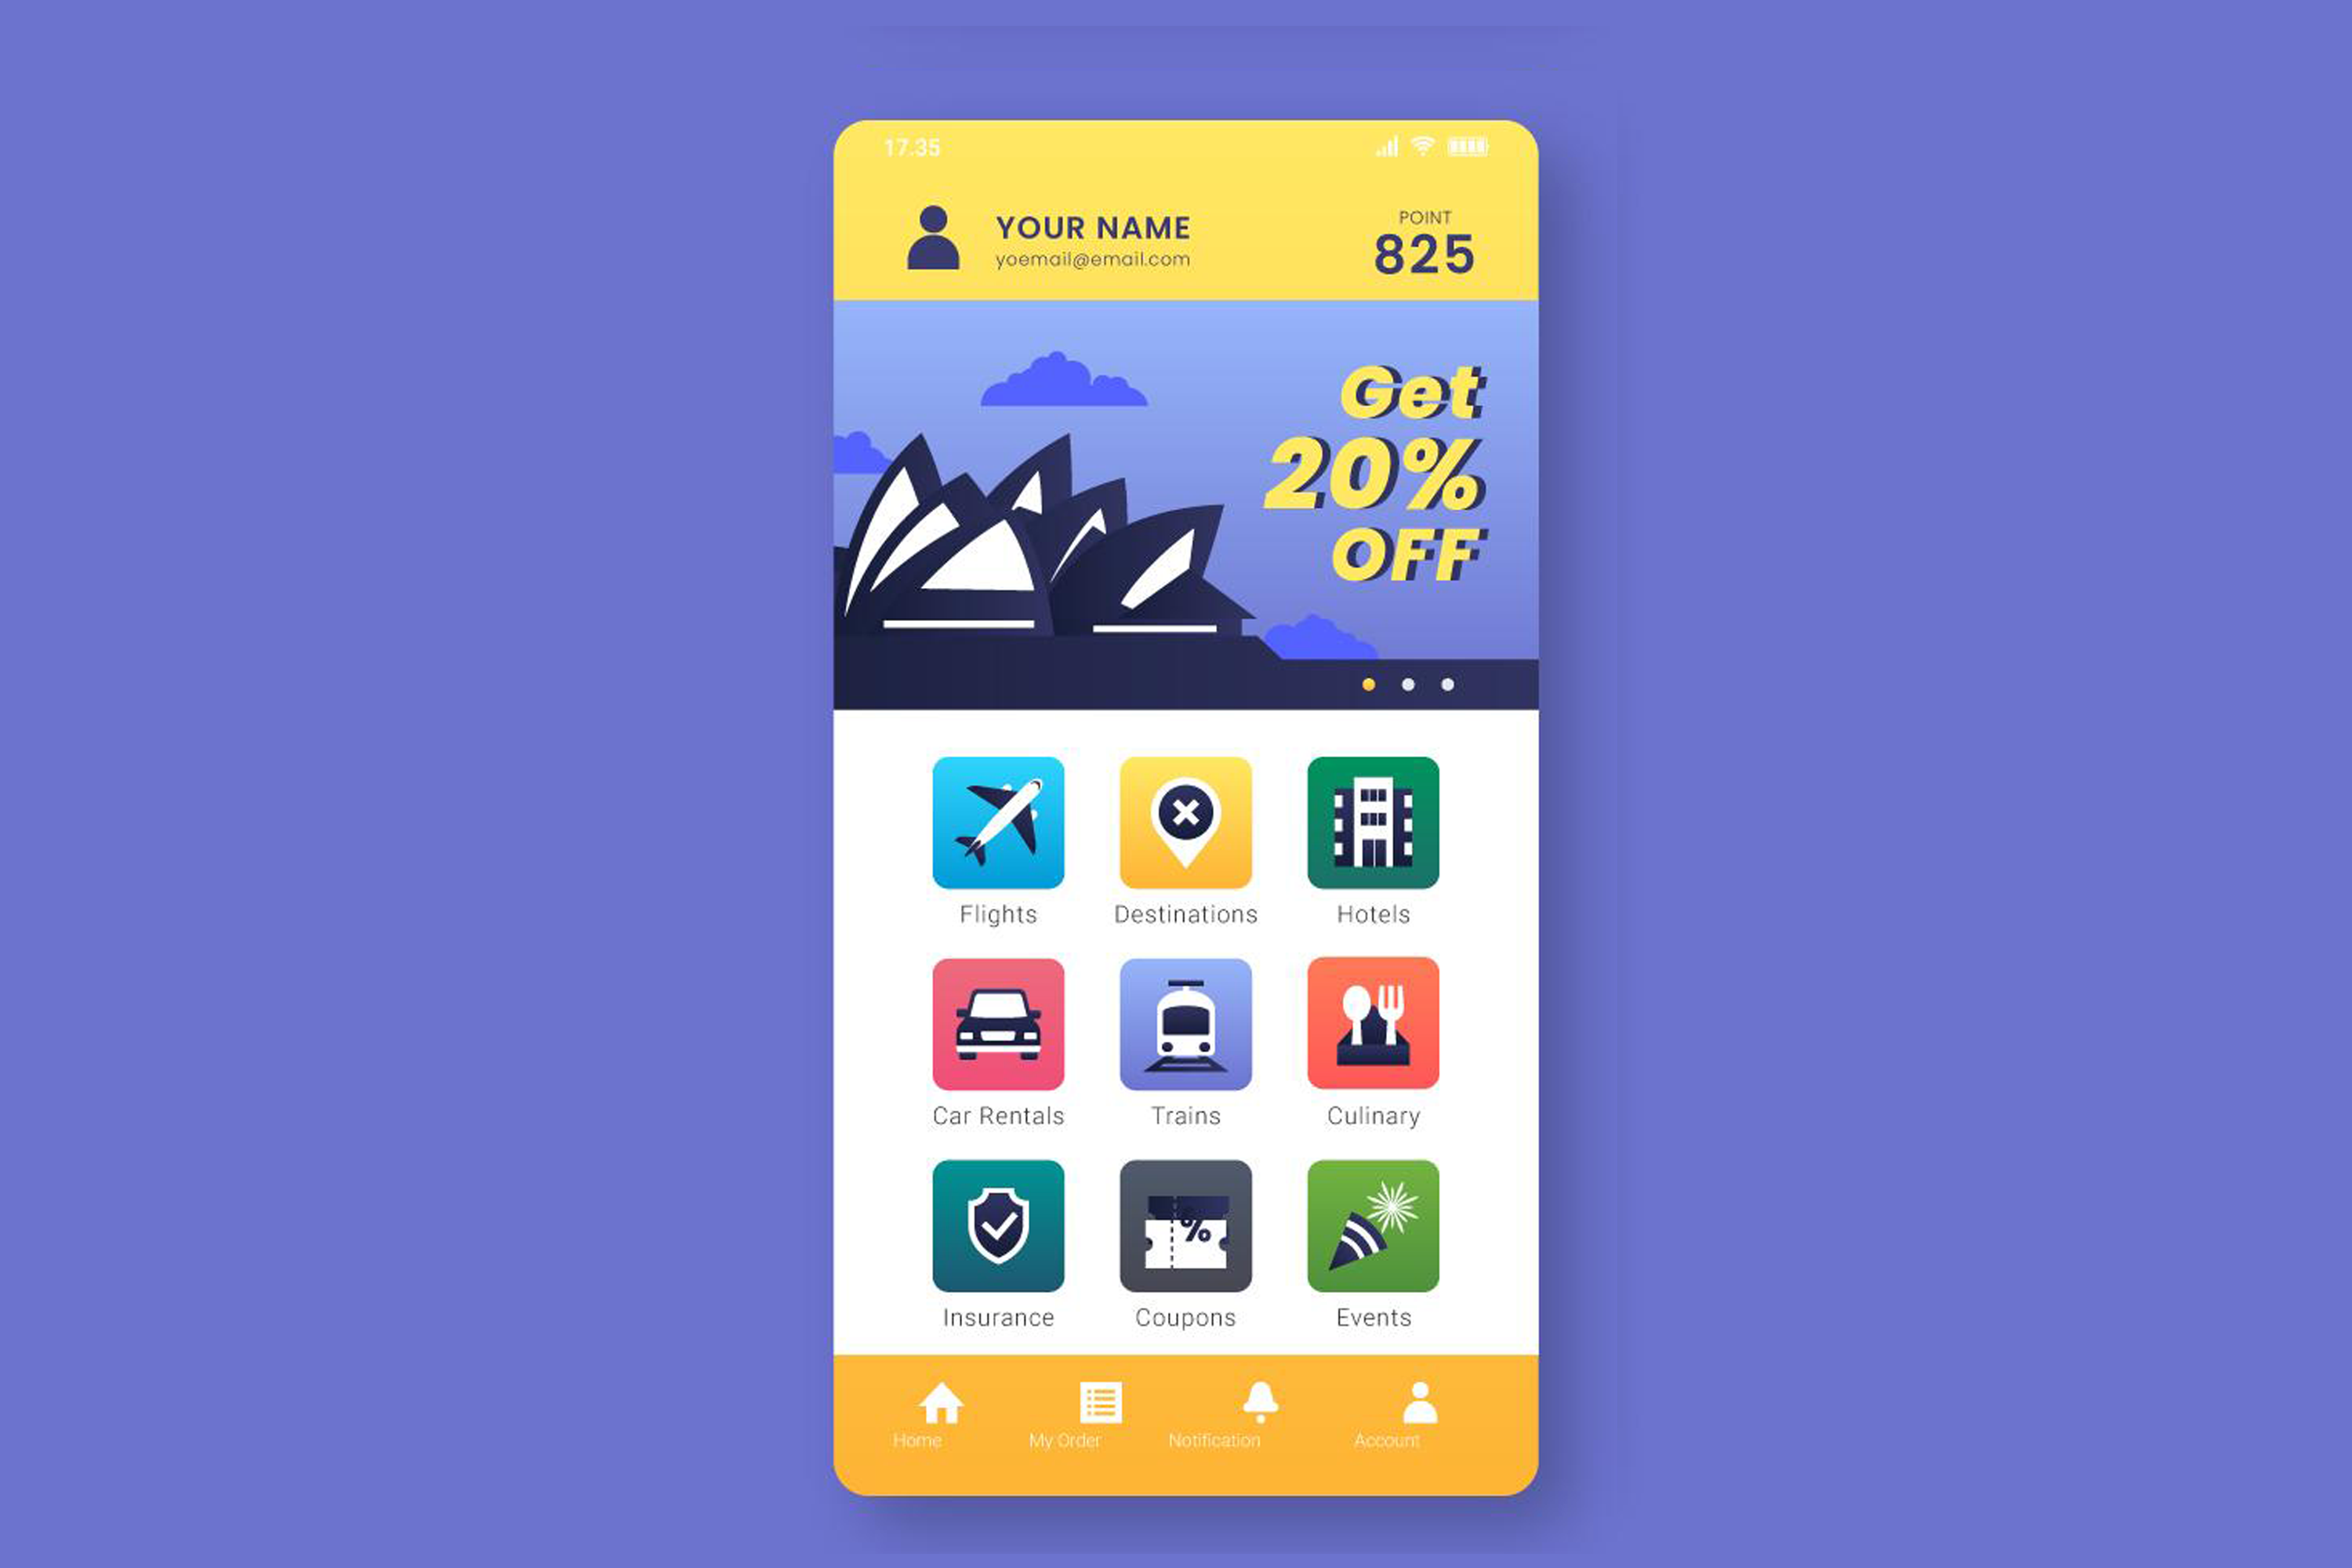 17.35
YOUR NAME
yoemail@email.com
POINT
825
Get
20%
OFF
Flights
Destinations
Hotels
Car Rentals
Trains
Culinary
%
Insurance
Coupons
Events
Home
My Order
Notification
Account